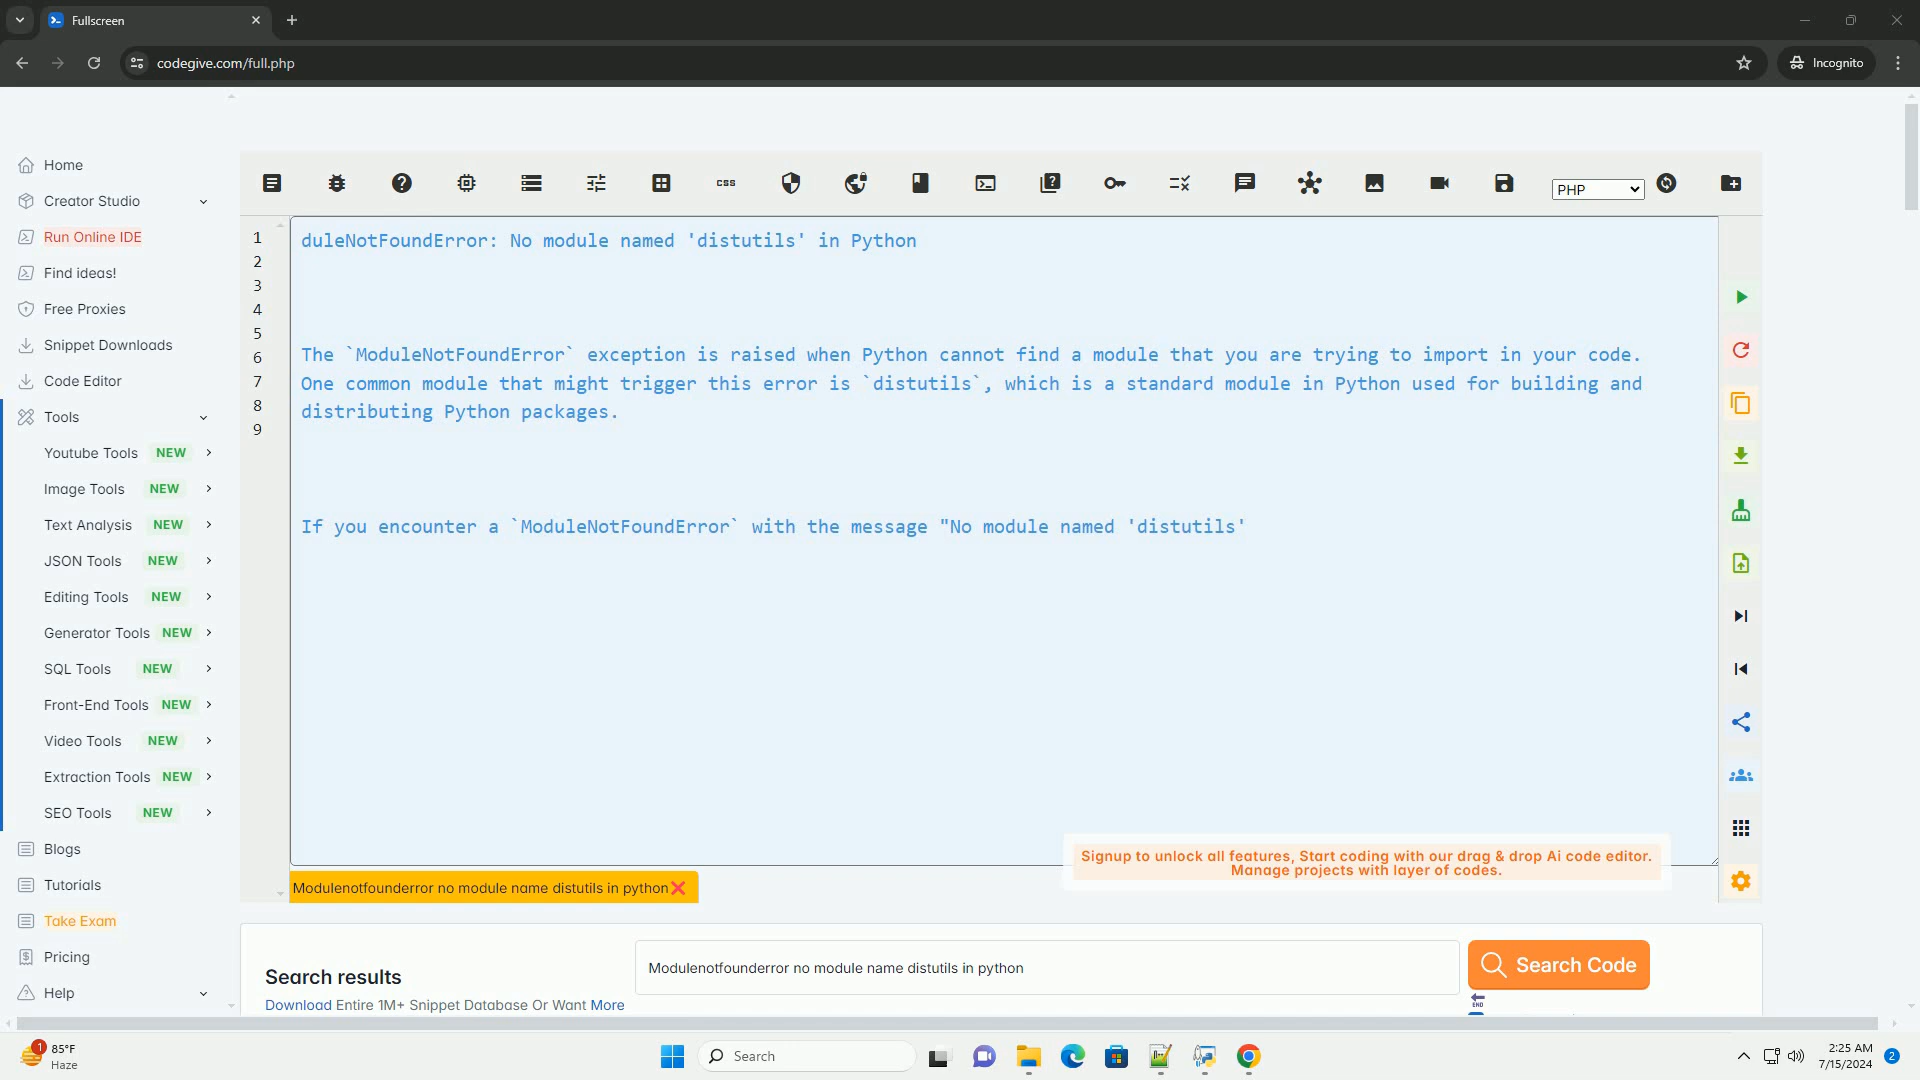 Fullscreen
codegive.com/full.php
Incognito
Home
Creator Studio
Run Online IDE
Find ideas!
Free Proxies
Snippet Downloads
Code Editor
Tools
Youtube Tools NEW
Image Tools NEW
Text Analysis NEW
JSON Tools NEW
Editing Tools NEW
Generator Tools NEW
SQL Tools NEW
Front-End Tools NEW
Video Tools NEW
Extraction Tools NEW
SEO Tools NEW
Blogs
Tutorials
Take Exam
Pricing
Help
css
PHP
1
2
3
4
5
6
7
8
9
duleNotFoundError: No module named 'distutils' in Python
The `ModuleNotFoundError` exception is raised when Python cannot find a module that you are trying to import in your code.
One common module that might trigger this error is `distutils`, which is a standard module in Python used for building and
distributing Python packages.
If you encounter a `ModuleNotFoundError` with the message "No module named 'distutils'
Signup to unlock all features, Start coding with our drag & drop Ai code editor.
Manage projects with layer of codes.
Modulenotfounderror no module name distutils in python
Search results
Download Entire 1M+ Snippet Database Or Want More
Modulenotfounderror no module name distutils in python
Search Code
END
1
85°F
Haze
Search
2:25 AM
7/15/2024
2